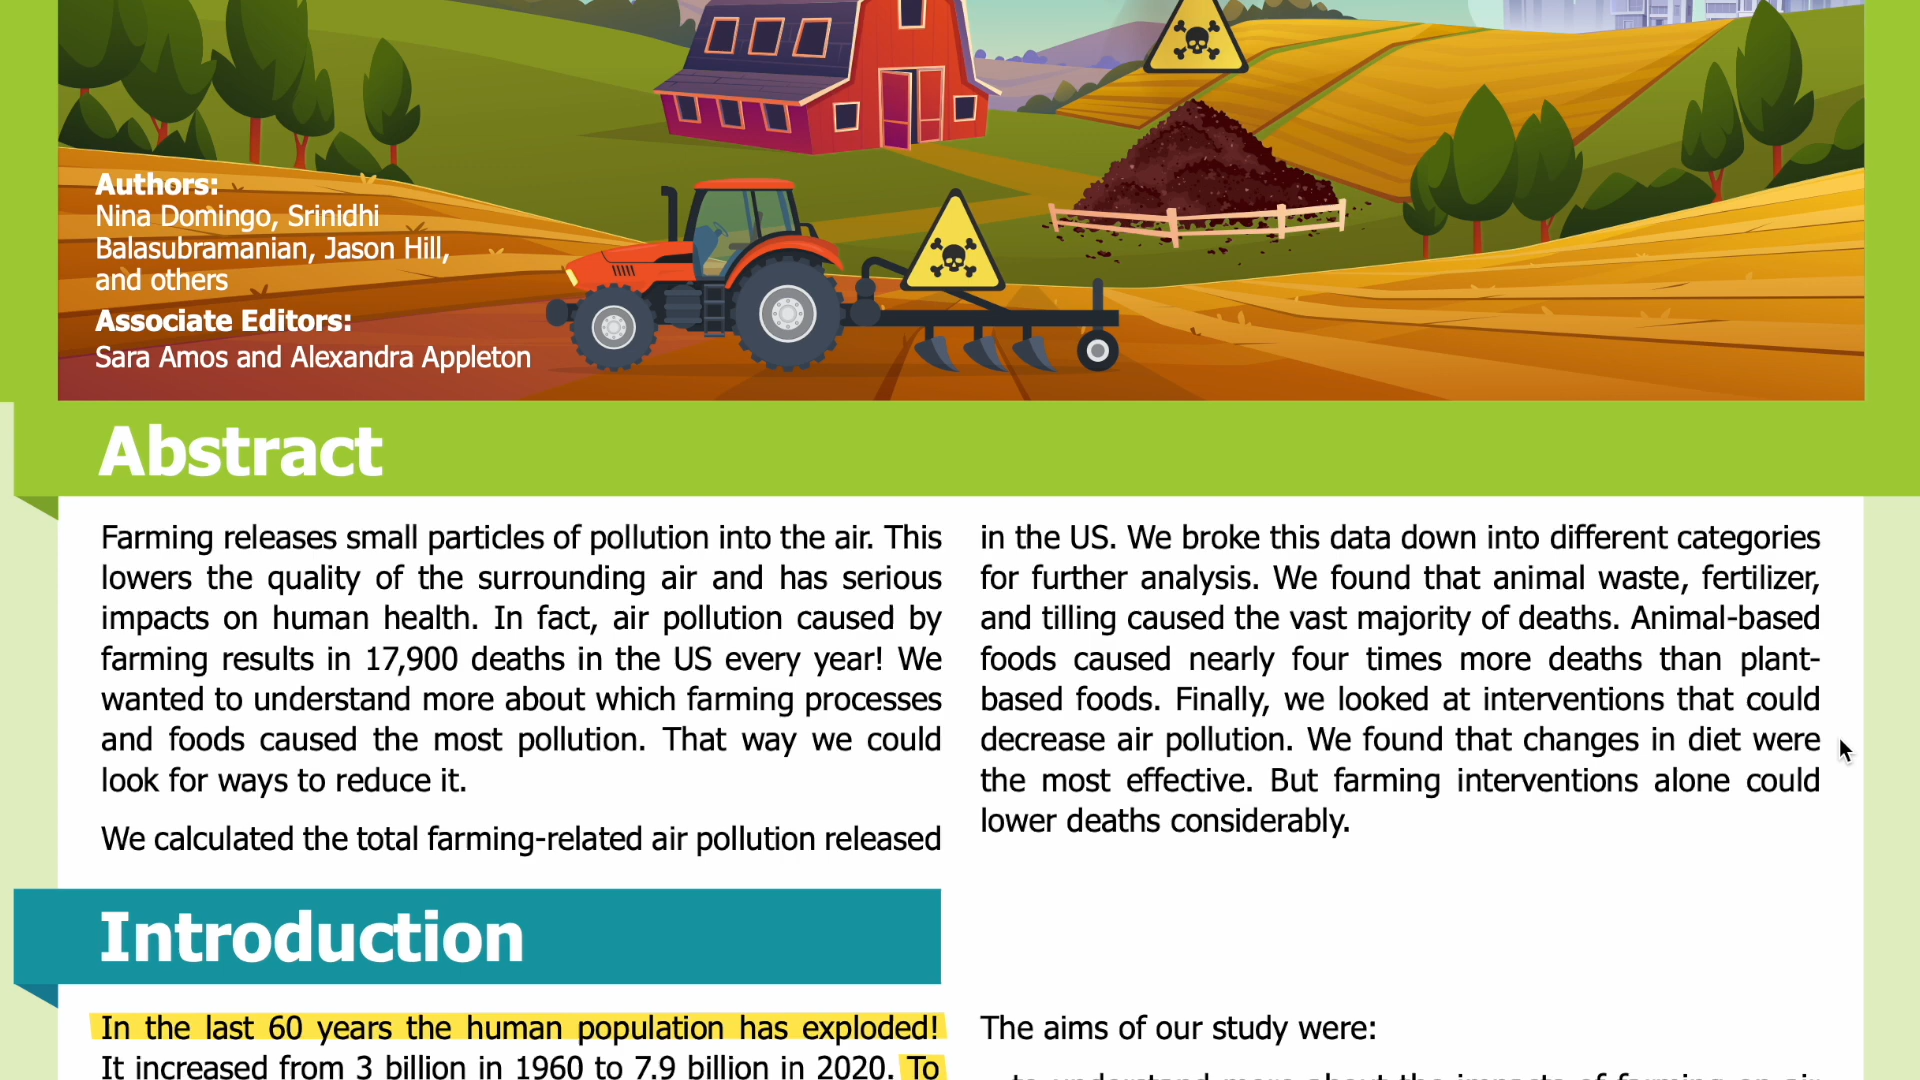 Authors:
Nina Domingo, Srinidhi
Balasubramanian, Jason Hill,
and others
Associate Editors:
Sara Amos and Alexandra Appleton
Abstract
Farming releases small particles of pollution into the air. This
lowers the quality of the surrounding air and has serious
impacts on human health. In fact, air pollution caused by
farming results in 17,900 deaths in the US every year! We
wanted to understand more about which farming processes
and foods caused the most pollution. That way we could
look for ways to reduce it.
We calculated the total farming-related air pollution released
in the US. We broke this data down into different categories
for further analysis. We found that animal waste, fertilizer,
and tilling caused the vast majority of deaths. Animal-based
foods caused nearly four times more deaths than plant-
based foods. Finally, we looked at interventions that could
decrease air pollution. We found that changes in diet were
the most effective. But farming interventions alone could
lower deaths considerably.
Introduction
In the last 60 years the human population has exploded!
It increased from 3 billion in 1960 to 7.9 billion in 2020. To
The aims of our study were:
to understand more about the impacts of farming on air